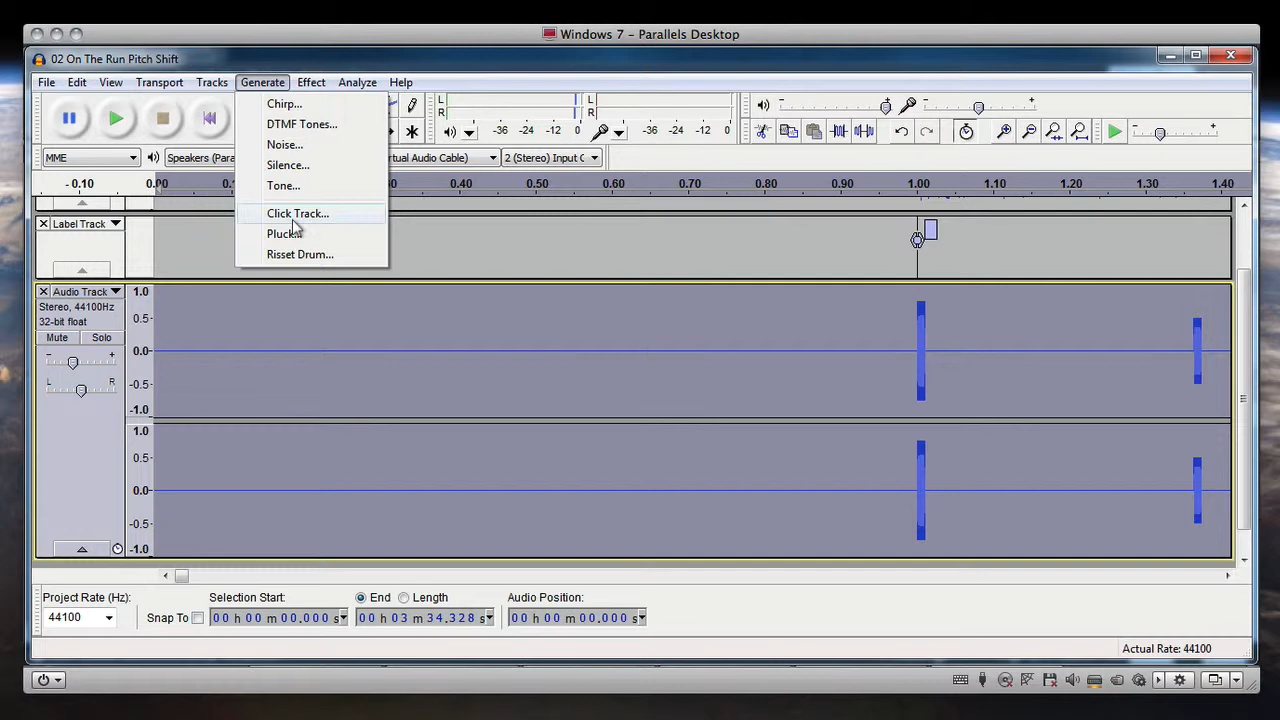 Windows 7 - Parallels Desktop
02 On The Run Pitch Shift
File Edit View Transport Tracks Generate Effect Analyze Help
Chirp...
DTMF Tones...
Noise...
Silence...
Tone...
Click Track...
Pluck...
Risset Drum...
L
R
-36 -24 -12 0
L
R
-36 -24 -12 0
MME
Speakers (Para
rtual Audio Cable)
2 (Stereo) Input C
- 0.10 0.00 0.1 .30 0.40 0.50 0.60 0.70 0.80 0.90 1.00 1.10 1.20 1.30 1.40
Label Track
Audio Track
Stereo, 44100Hz
32-bit float
Mute Solo
- +
L R
1.0
0.5
0.0
-0.5
-1.0
1.0
0.5
0.0
-0.5
-1.0
Project Rate (Hz):
44100
Snap To
Selection Start:
00 h 00 m 00.000 s
End Length
00 h 03 m 34.328 s
Audio Position:
00 h 00 m 00.000 s
Actual Rate: 44100